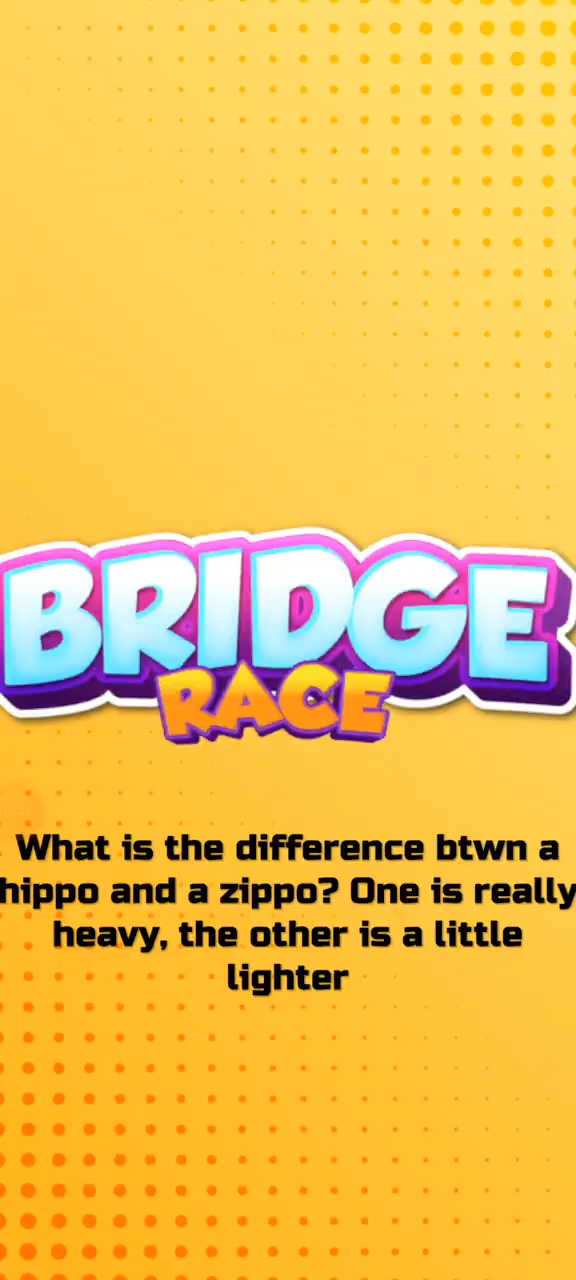 BRIDGE
RACE
What is the difference btwn a
hippo and a zippo? One is really
heavy, the other is a little
lighter